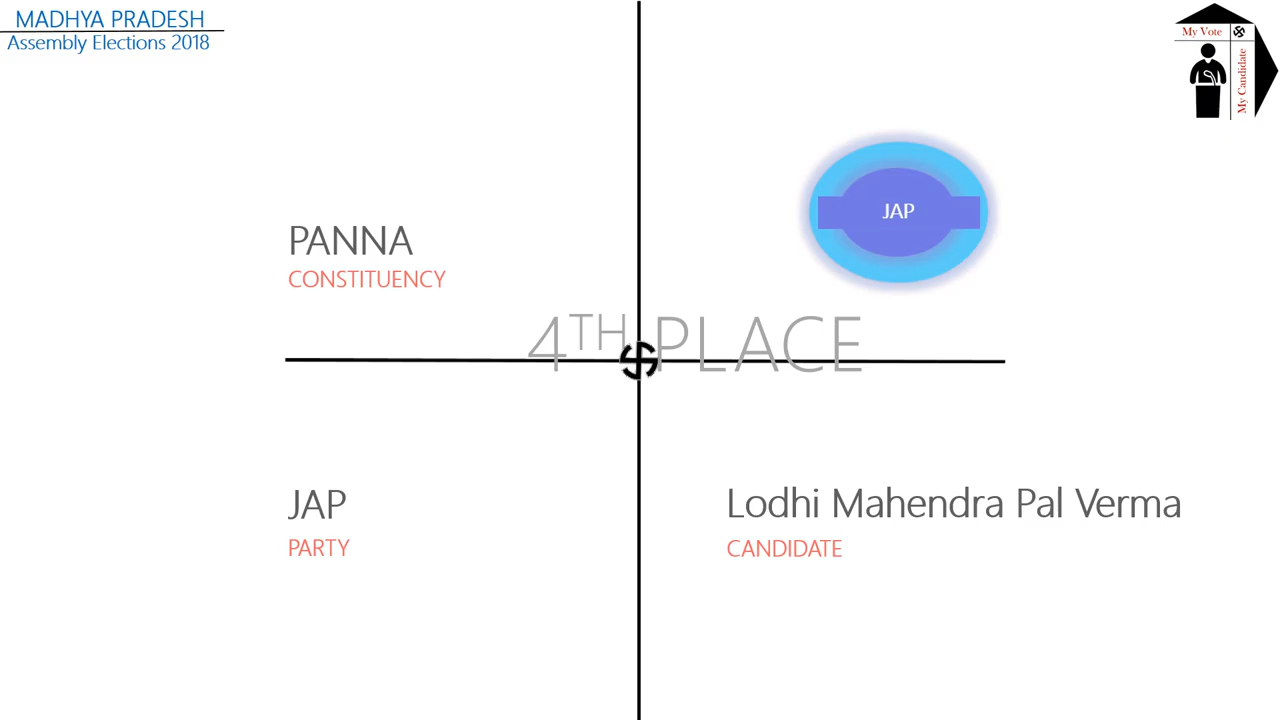 MADHYA PRADESH
Assembly Elections 2018
My Vote
My Candidate
JAP
PANNA
CONSTITUENCY
4TH PLACE
JAP
PARTY
Lodhi Mahendra Pal Verma
CANDIDATE